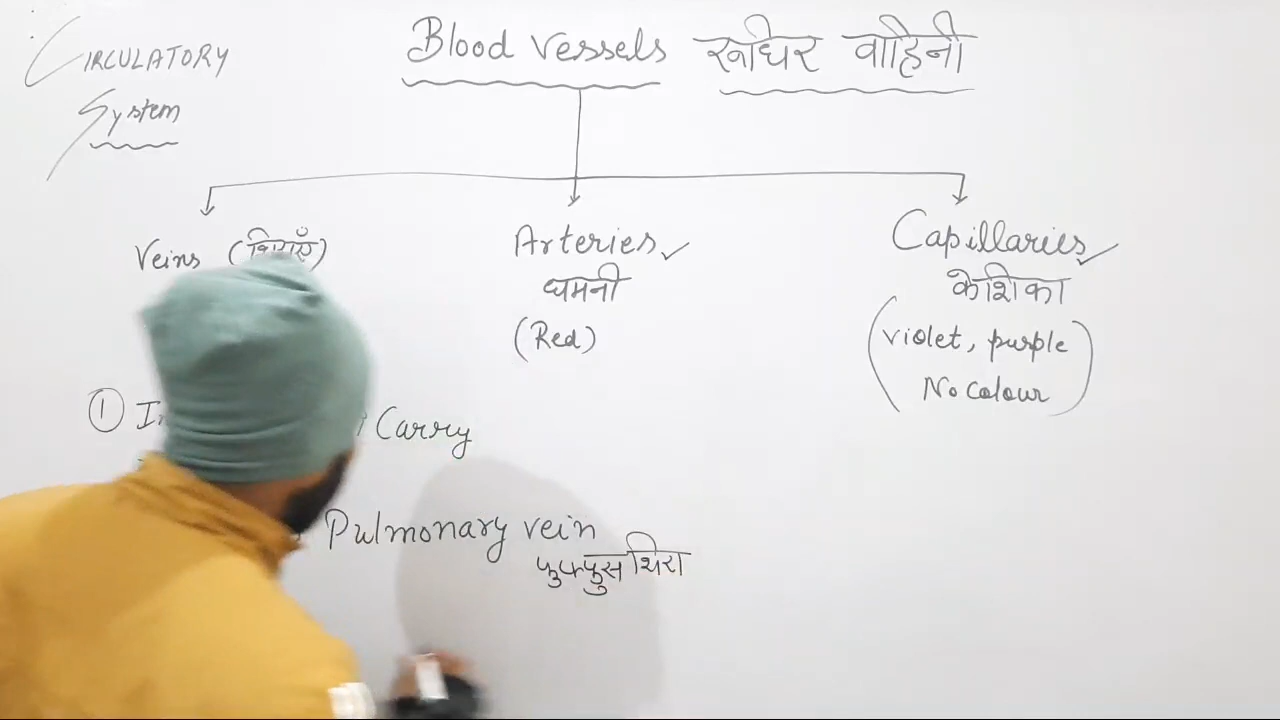 CIRCULATORY
System
Blood Vessels रूधिर वाहिनी
Veins (शिराएँ)
Arteries
धमनी
(Red)
Capillaries
केशिका
(violet, purple
No colour)
① Carry
Pulmonary vein
फुफ्फुस शिरा